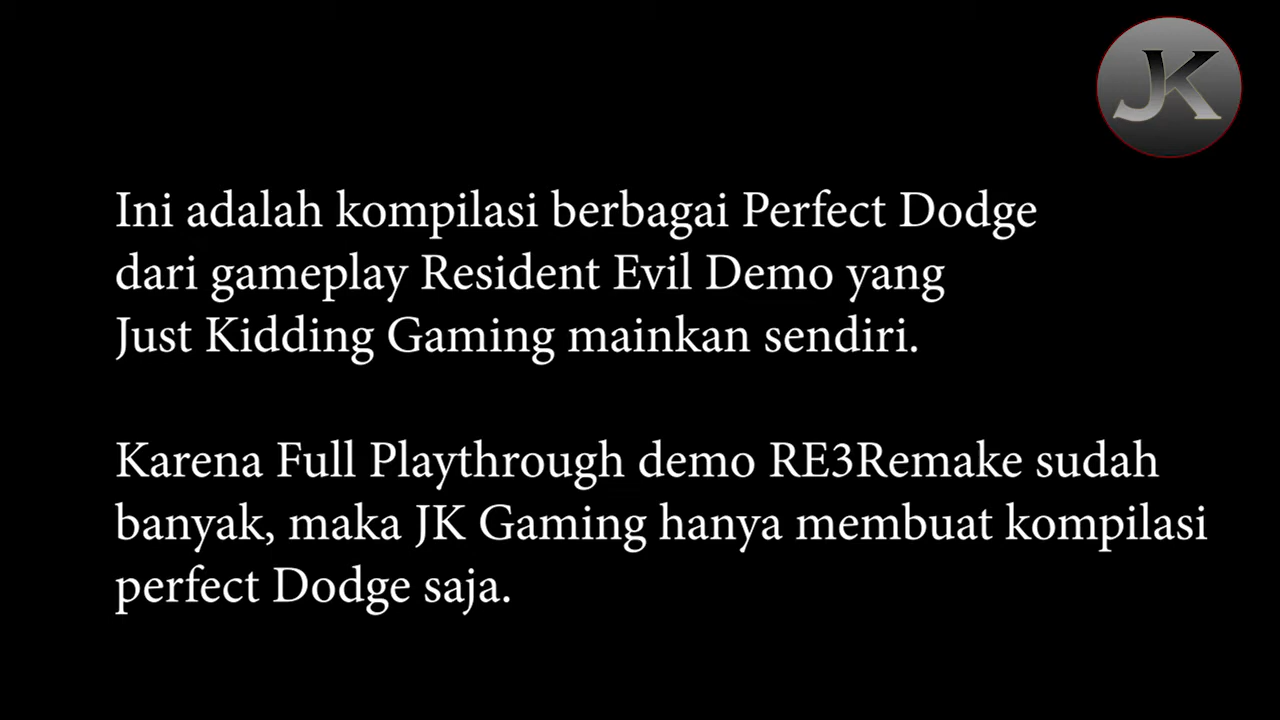 JK
Ini adalah kompilasi berbagai Perfect Dodge
dari gameplay Resident Evil Demo yang
Just Kidding Gaming mainkan sendiri.
Karena Full Playthrough demo RE3Remake sudah
banyak, maka JK Gaming hanya membuat kompilasi
perfect Dodge saja.